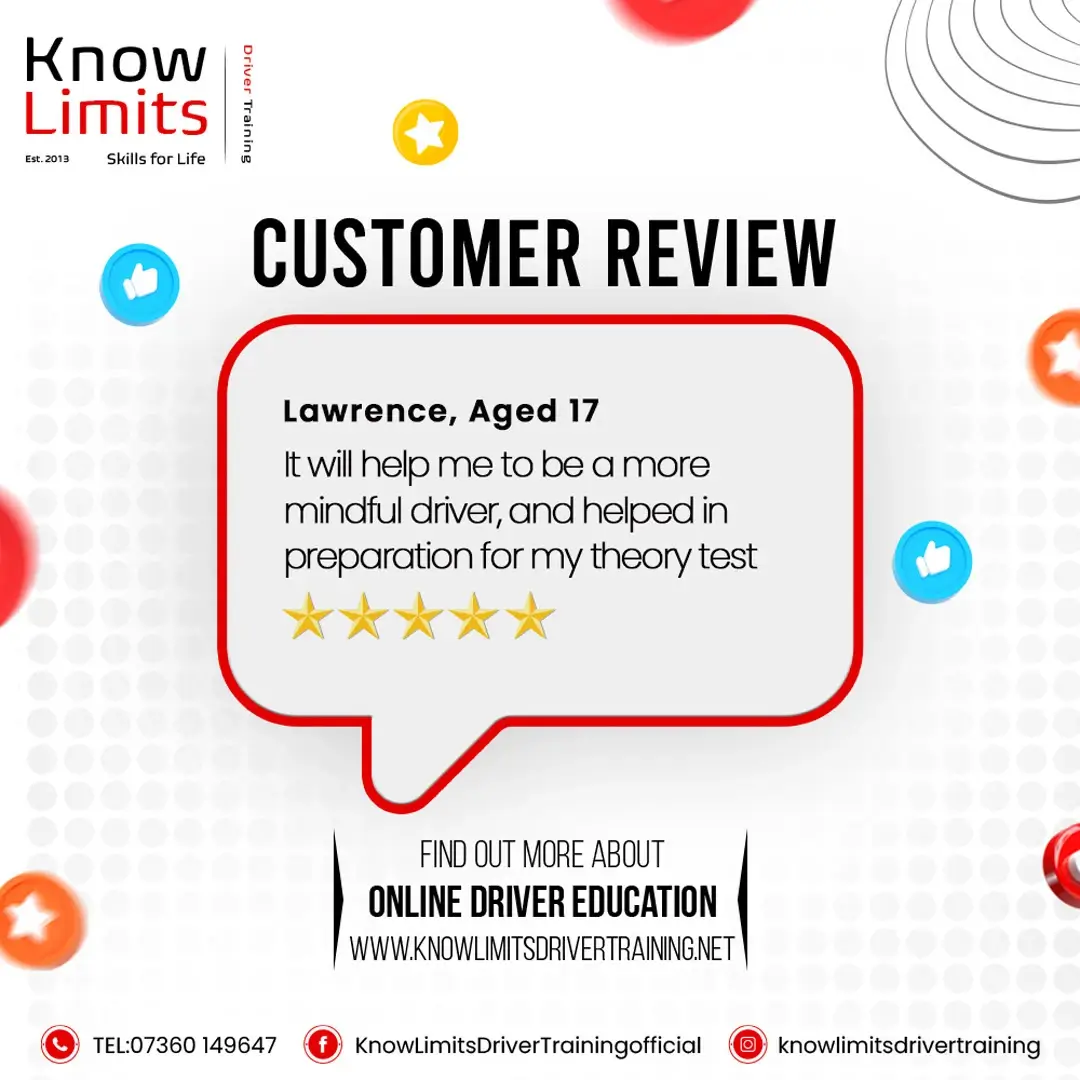 Know
Limits
Est. 2013 Skills for Life
Driver Training
CUSTOMER REVIEW
Lawrence, Aged 17
It will help me to be a more
mindful driver, and helped in
preparation for my theory test
FIND OUT MORE ABOUT
ONLINE DRIVER EDUCATION
WWW.KNOWLIMITSDRIVERTRAINING.NET
TEL:07360 149647 KnowLimitsDriverTrainingofficial knowlimitsdrivertraining